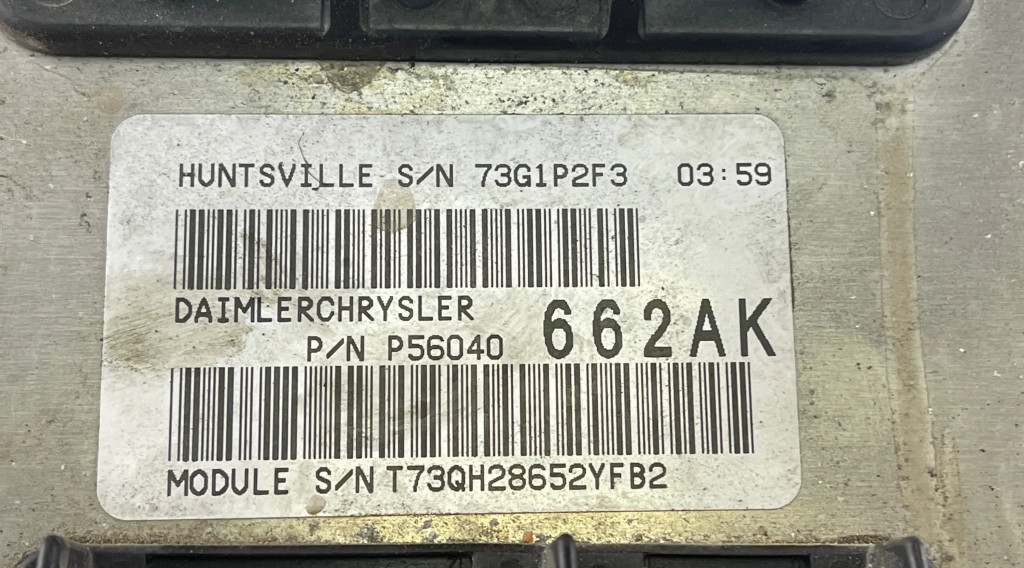 HUNTSVILLE S/N 73G1P2F3 03:59
DAIMLERCHRYSLER
P/N P56040 662AK
MODULE S/N T73QH28652YFB2